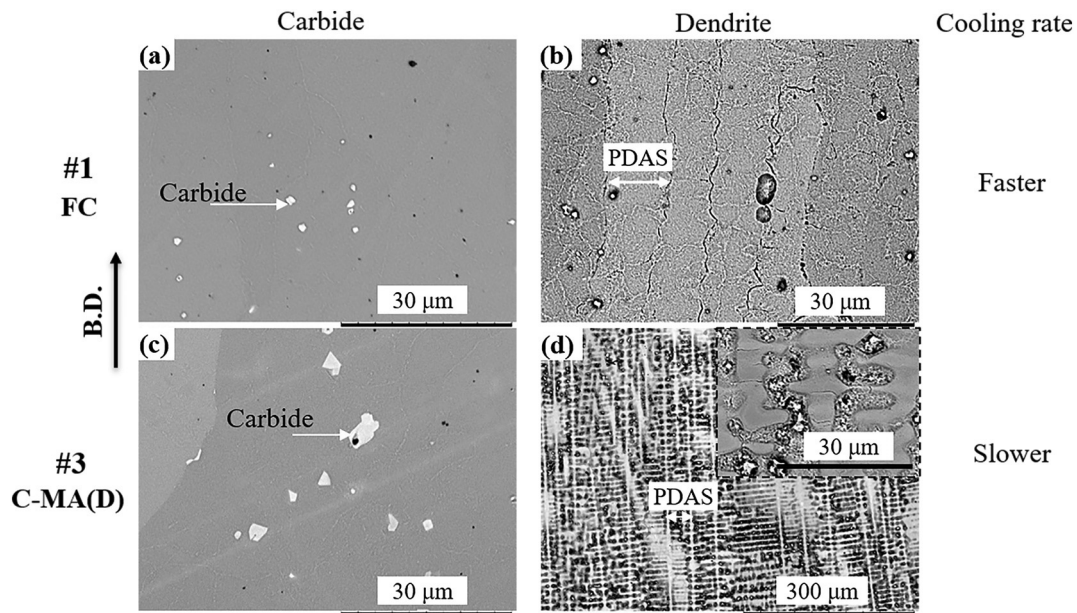 Carbide
Dendrite
Cooling rate
(a)
(b)
#1
FC
Carbide
PDAS
Faster
30 μm
30 μm
B.D.
(c)
(d)
#3
C-MA(D)
Carbide
30 μm
PDAS
Slower
30 μm
300 μm